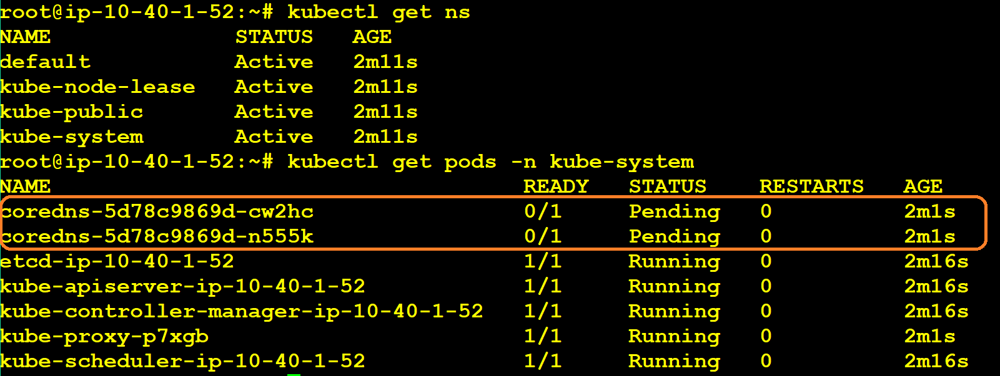 root@ip-10-40-1-52:~# kubectl get ns
NAME STATUS AGE
default Active 2m11s
kube-node-lease Active 2m11s
kube-public Active 2m11s
kube-system Active 2m11s
root@ip-10-40-1-52:~# kubectl get pods -n kube-system
NAME READY STATUS RESTARTS AGE
coredns-5d78c9869d-cw2hc 0/1 Pending 0 2m1s
coredns-5d78c9869d-n555k 0/1 Pending 0 2m1s
etcd-ip-10-40-1-52 1/1 Running 0 2m16s
kube-apiserver-ip-10-40-1-52 1/1 Running 0 2m16s
kube-controller-manager-ip-10-40-1-52 1/1 Running 0 2m16s
kube-proxy-p7xgb 1/1 Running 0 2m1s
kube-scheduler-ip-10-40-1-52 1/1 Running 0 2m16s